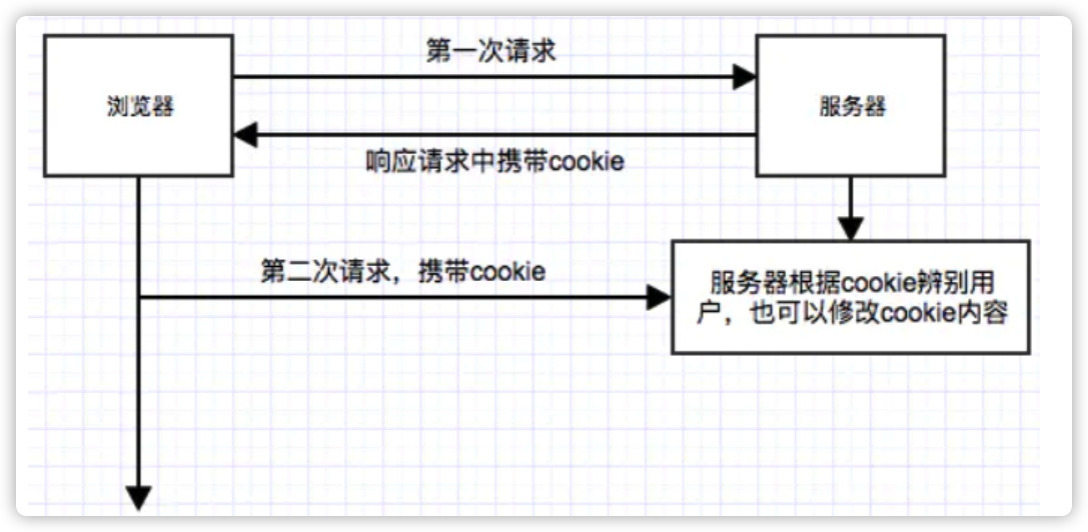 第一次请求
浏览器
服务器
响应请求中携带cookie
第二次请求，携带cookie
服务器根据cookie辨别用
户，也可以修改cookie内容